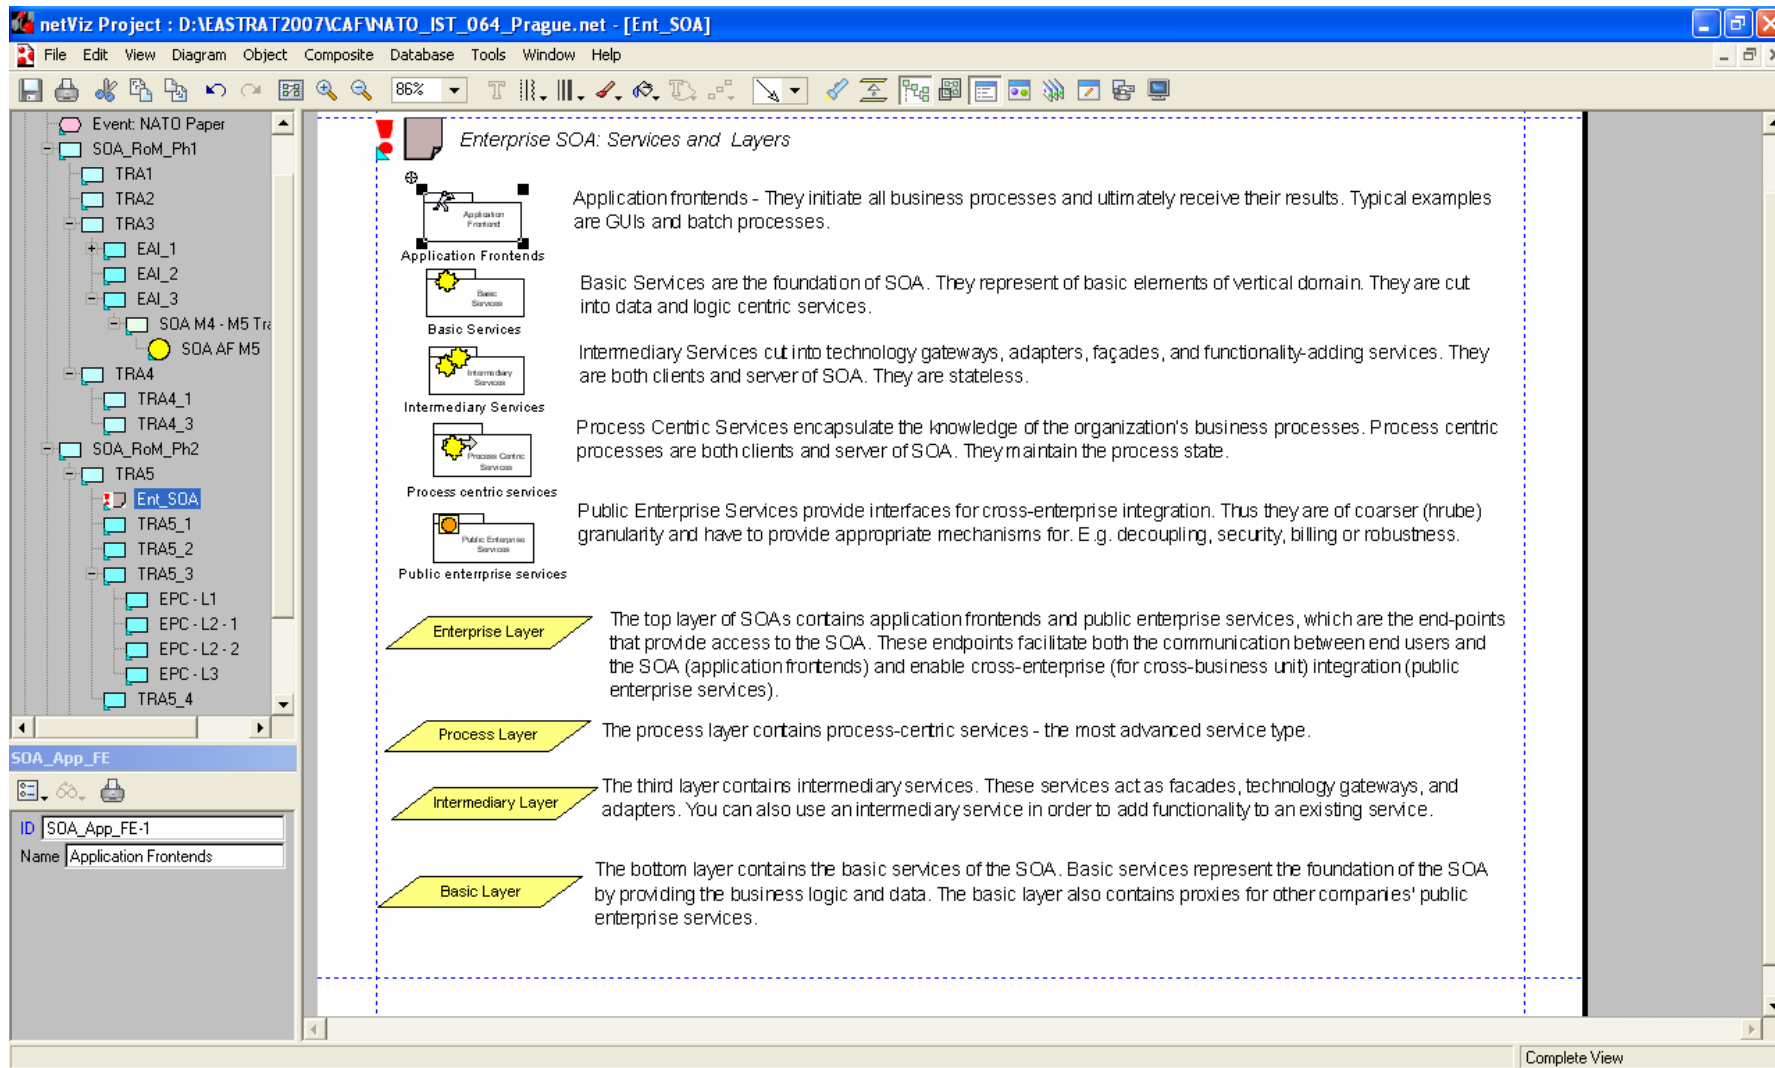 netViz Project : D:\EASTRAT2007\CAF\NATO_IST_064_Prague.net - [Ent_SOA]
File Edit View Diagram Object Composite Database Tools Window Help
86%
Event: NATO Paper
SOA_RoM_Ph1
TRA1
TRA2
TRA3
EAI_1
EAI_2
EAI_3
SOA M4 - M5 Tra
SOA AF M5
TRA4
TRA4_1
TRA4_3
SOA_RoM_Ph2
TRA5
Ent_SOA
TRA5_1
TRA5_2
TRA5_3
EPC - L1
EPC - L2 - 1
EPC - L2 - 2
EPC - L3
TRA5_4
SOA_App_FE
ID SOA_App_FE-1
Name Application Frontends
Enterprise SOA: Services and Layers
Application
Frontend
Application Frontends
Application frontends - They initiate all business processes and ultimately receive their results. Typical examples
are GUIs and batch processes.
Basic
Services
Basic Services
Basic Services are the foundation of SOA. They represent of basic elements of vertical domain. They are cut
into data and logic centric services.
Intermediary
Services
Intermediary Services
Intermediary Services cut into technology gateways, adapters, façades, and functionality-adding services. They
are both clients and server of SOA. They are stateless.
Process Centric
Services
Process centric services
Process Centric Services encapsulate the knowledge of the organization's business processes. Process centric
processes are both clients and server of SOA. They maintain the process state.
Public Enterprise
Services
Public enterrprise services
Public Enterprise Services provide interfaces for cross-enterprise integration. Thus they are of coarser (hrube)
granularity and have to provide appropriate mechanisms for. E.g. decoupling, security, billing or robustness.
Enterprise Layer
The top layer of SOAs contains application frontends and public enterprise services, which are the end-points
that provide access to the SOA. These endpoints facilitate both the communication between end users and
the SOA (application frontends) and enable cross-enterprise (for cross-business unit) integration (public
enterprise services).
Process Layer
The process layer contains process-centric services - the most advanced service type.
Intermediary Layer
The third layer contains intermediary services. These services act as facades, technology gateways, and
adapters. You can also use an intermediary service in order to add functionality to an existing service.
Basic Layer
The bottom layer contains the basic services of the SOA. Basic services represent the foundation of the SOA
by providing the business logic and data. The basic layer also contains proxies for other companies' public
enterprise services.
Complete View